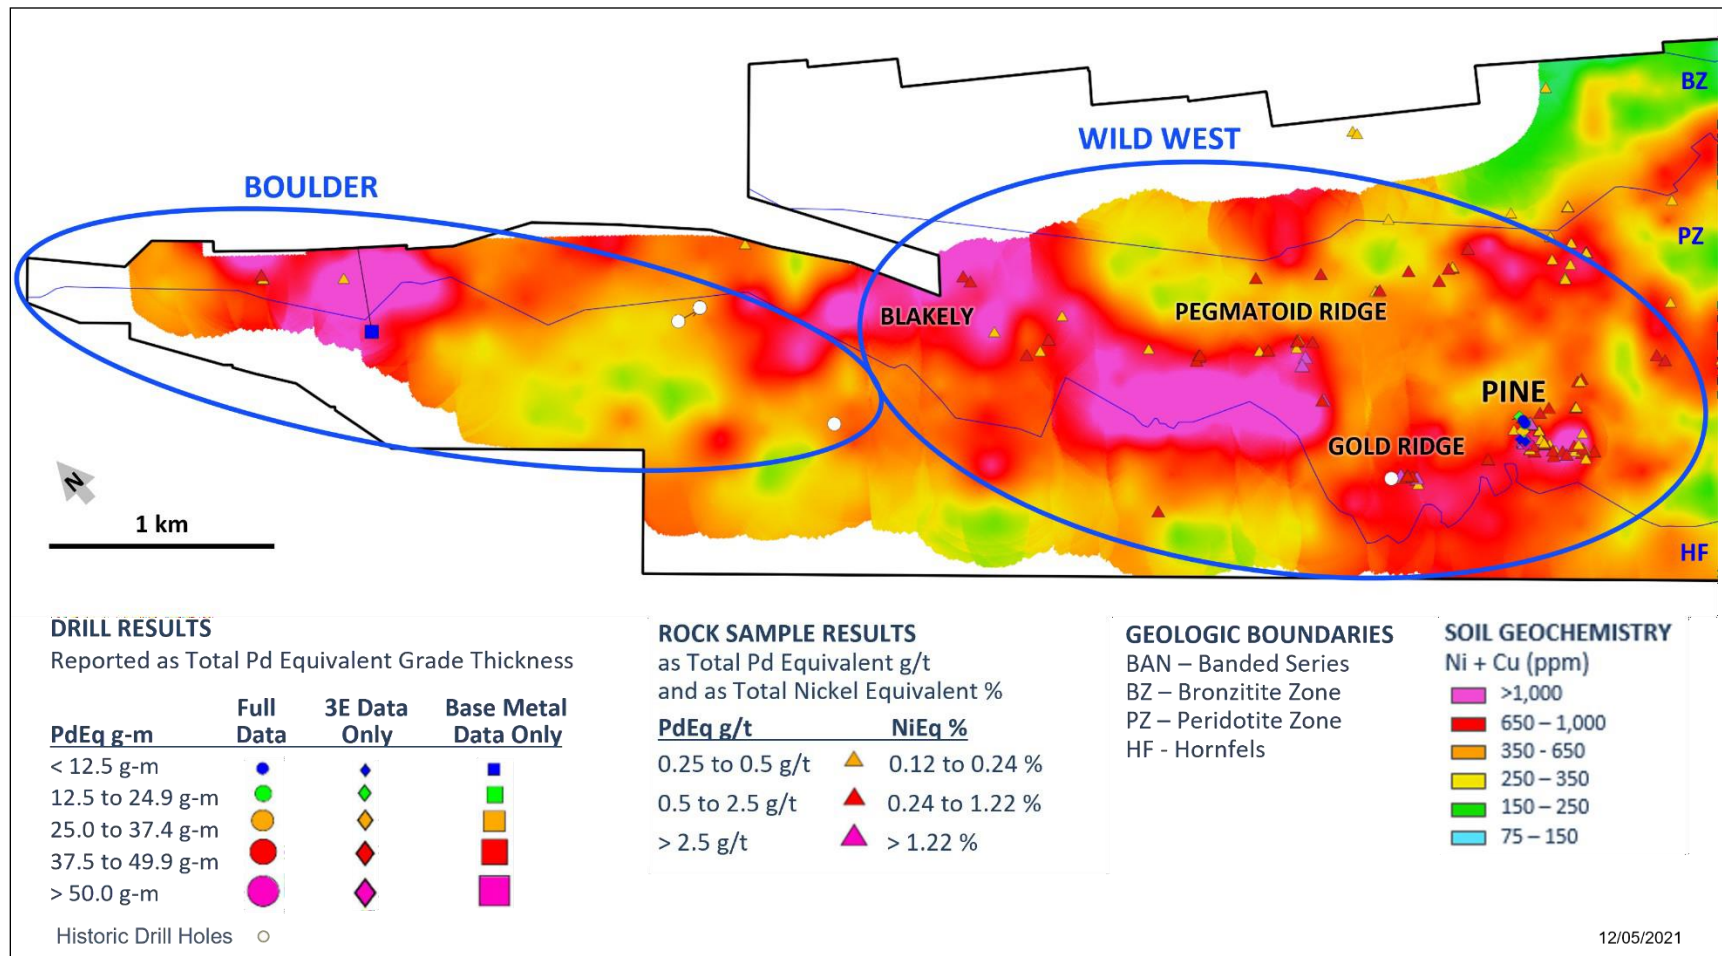 BZ
WILD WEST
BOULDER
PZ
BLAKELY
PEGMATOID RIDGE
PINE
GOLD RIDGE
N
1 km
HF
DRILL RESULTS
Reported as Total Pd Equivalent Grade Thickness
PdEq g-m
Full Data
3E Data Only
Base Metal Data Only
< 12.5 g-m
12.5 to 24.9 g-m
25.0 to 37.4 g-m
37.5 to 49.9 g-m
> 50.0 g-m
Historic Drill Holes
ROCK SAMPLE RESULTS
as Total Pd Equivalent g/t
and as Total Nickel Equivalent %
PdEq g/t NiEq %
0.25 to 0.5 g/t 0.12 to 0.24 %
0.5 to 2.5 g/t 0.24 to 1.22 %
> 2.5 g/t > 1.22 %
GEOLOGIC BOUNDARIES
BAN – Banded Series
BZ – Bronzitite Zone
PZ – Peridotite Zone
HF - Hornfels
SOIL GEOCHEMISTRY
Ni + Cu (ppm)
>1,000
650 – 1,000
350 - 650
250 – 350
150 – 250
75 – 150
12/05/2021